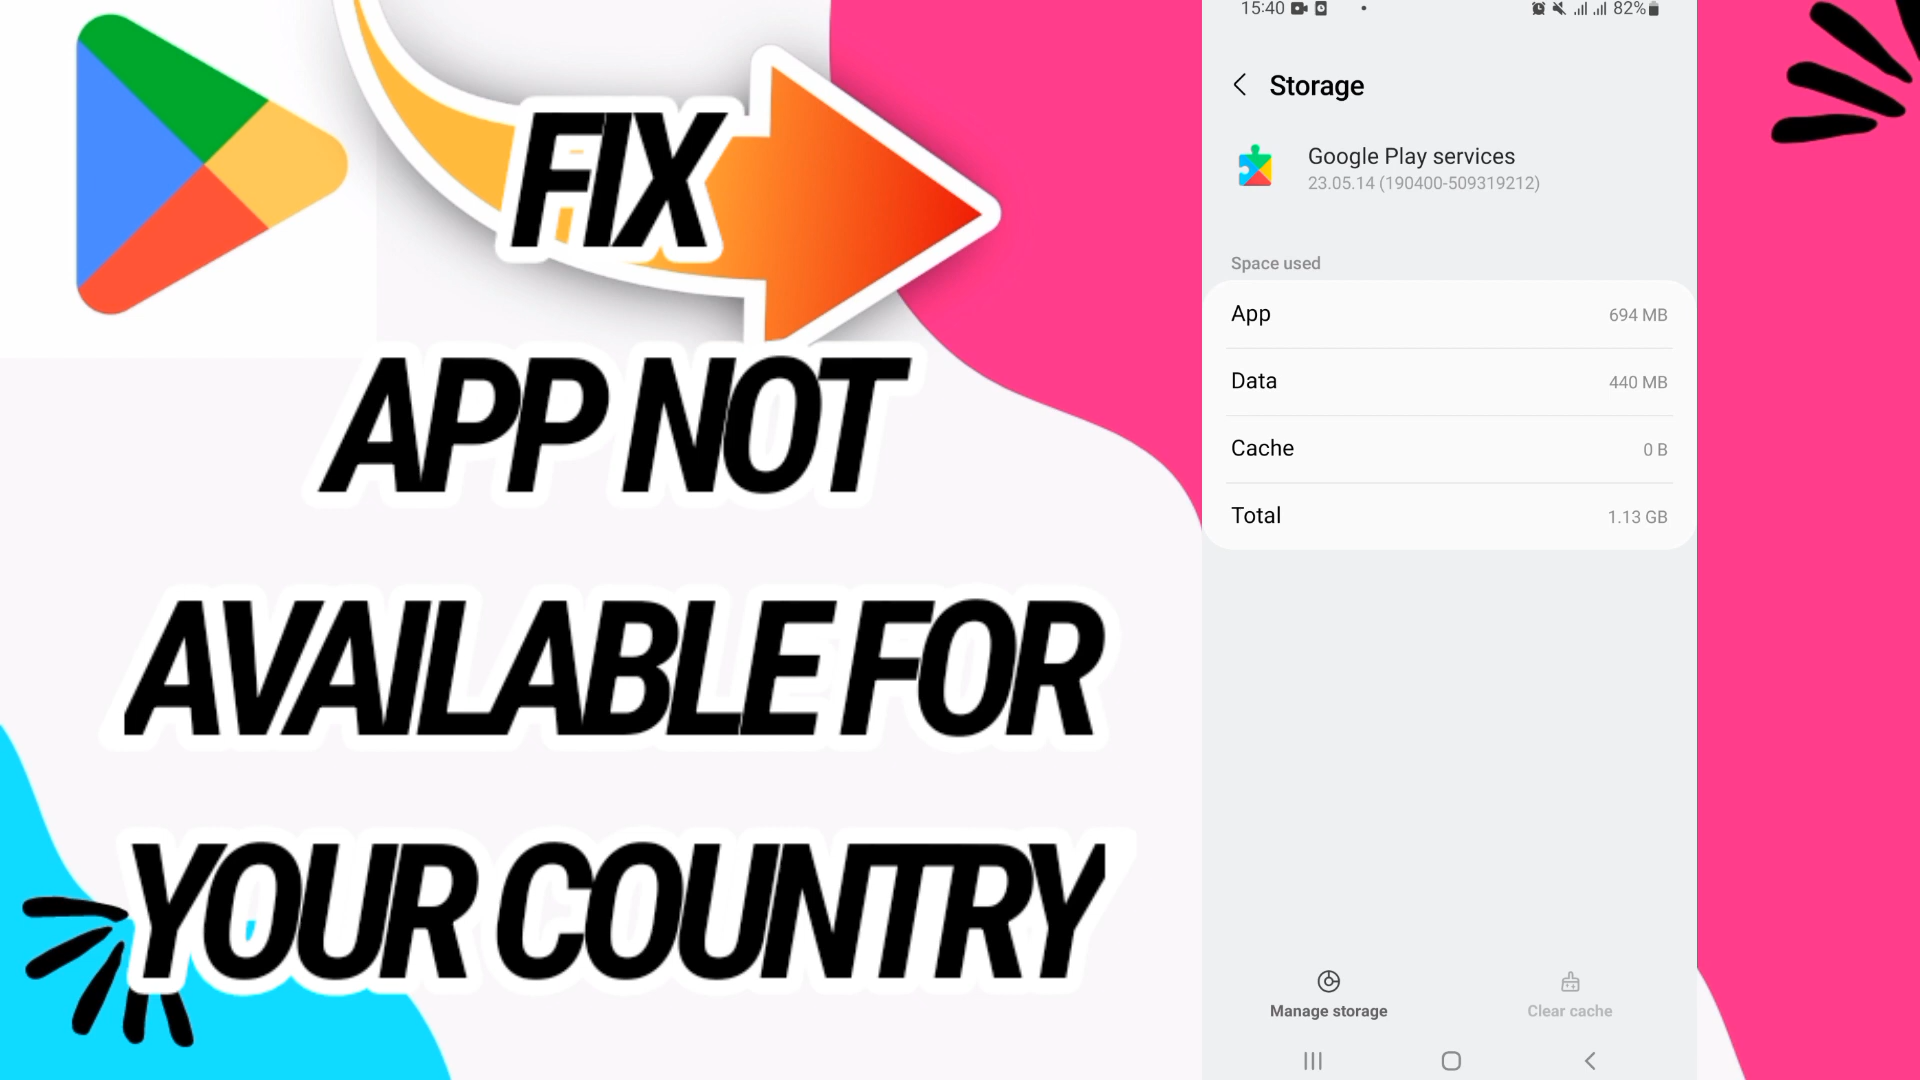 FIX
APP NOT
AVAILABLE FOR
YOUR COUNTRY
15:40
82%
Storage
Google Play services
23.05.14 (190400-509319212)
Space used
App 694 MB
Data 440 MB
Cache 0 B
Total 1.13 GB
Manage storage
Clear cache